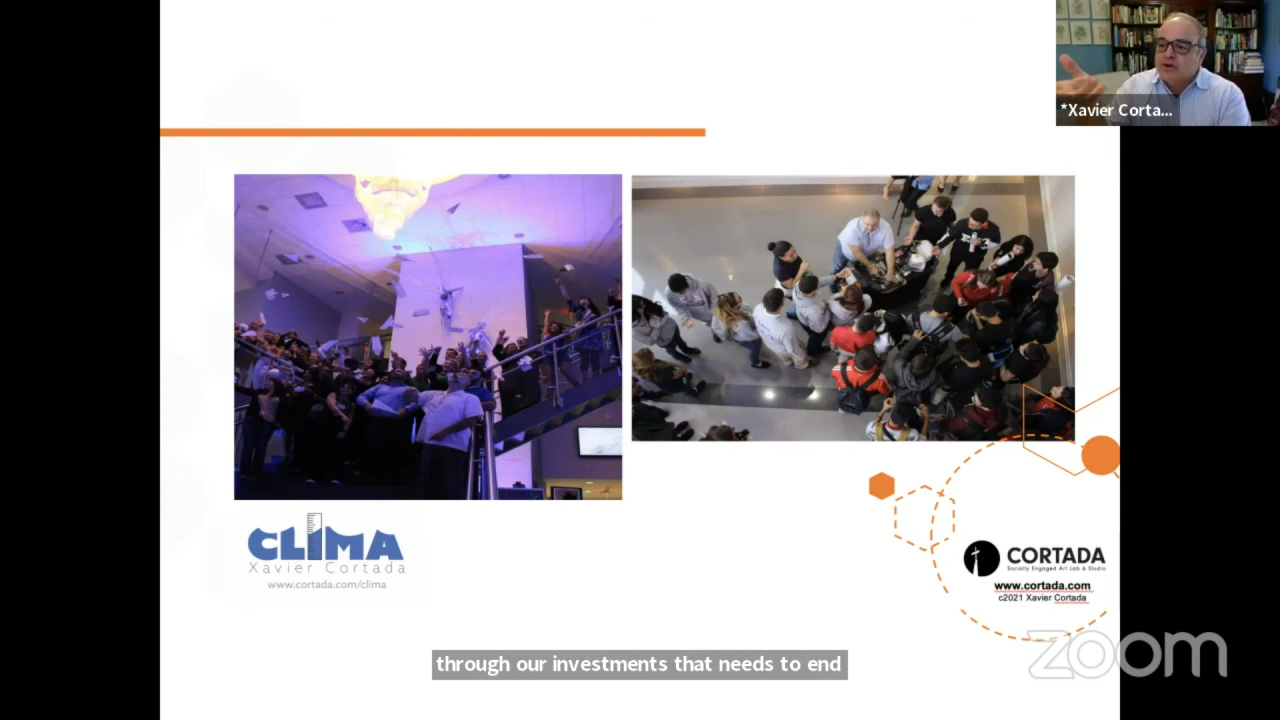 *Xavier Corta...
CLIMA
Xavier Cortada
www.cortada.com/clima
CORTADA
Socially Engaged Art Lab & Studio
www.cortada.com
c2021 Xavier Cortada
through our investments that needs to end
zoom